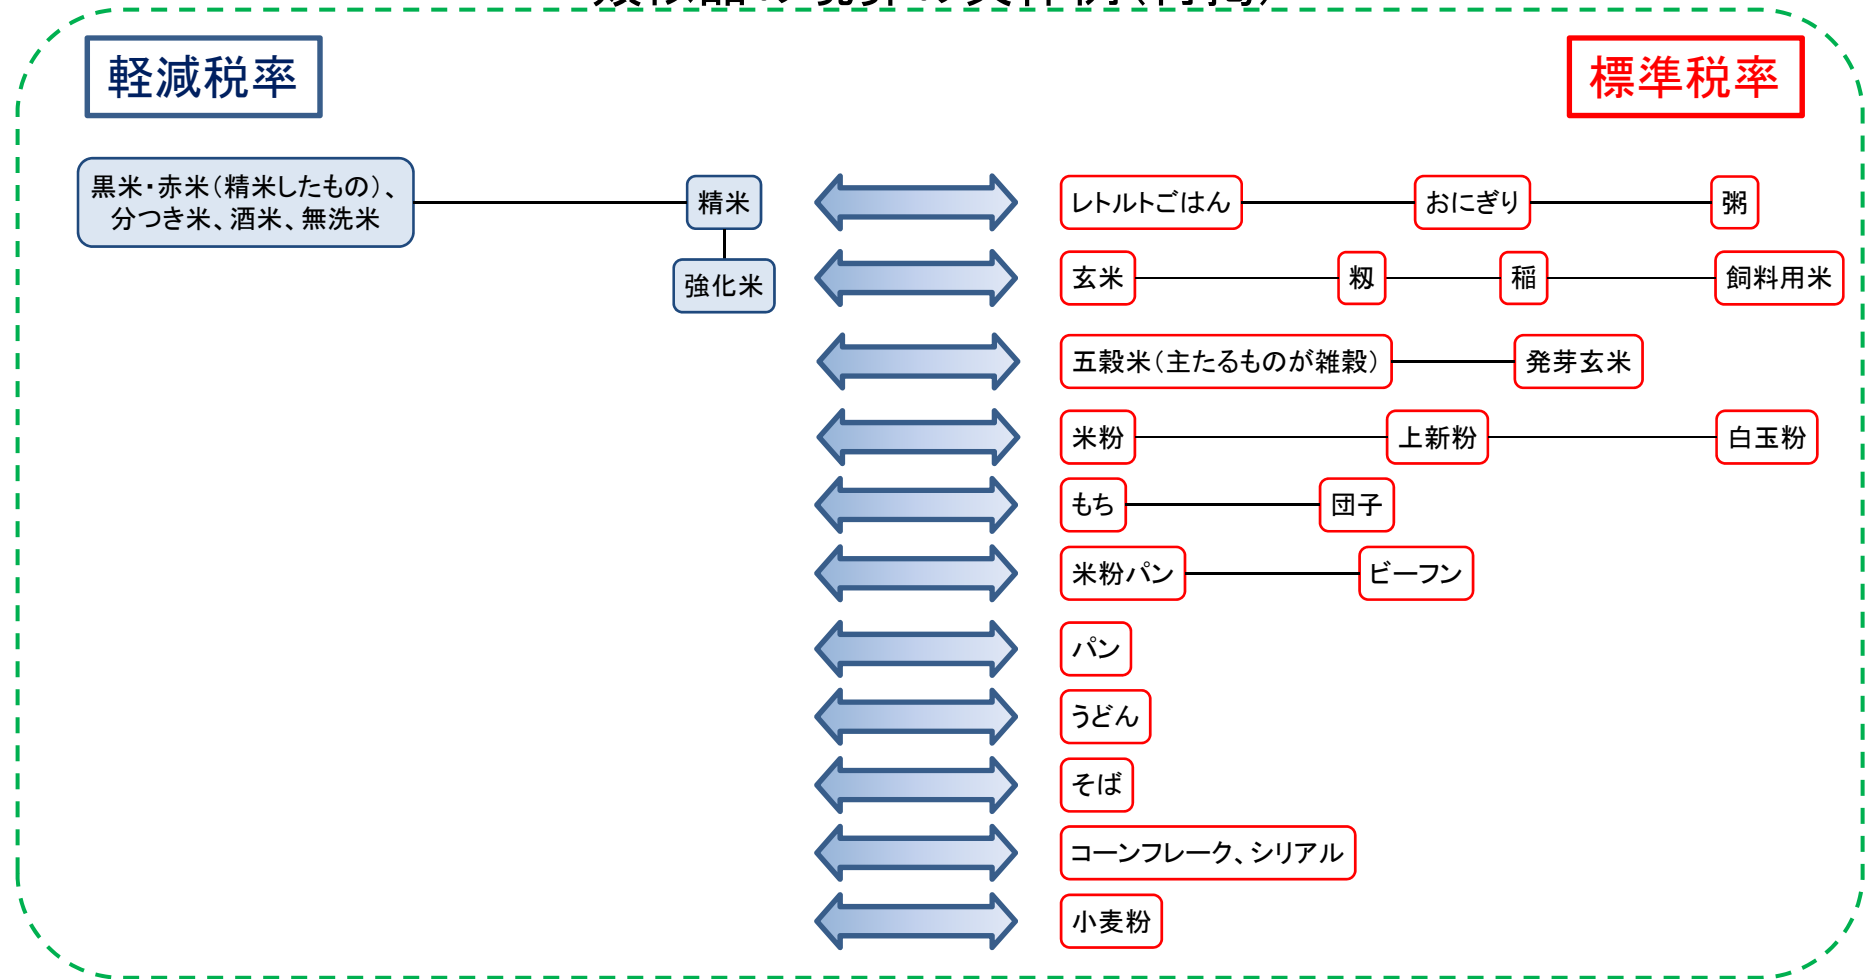 軽減税率
標準税率
黒米・赤米（精米したもの）、
分つき米、酒米、無洗米
精米
レトルトごはん
おにぎり
粥
強化米
玄米
籾
稲
飼料用米
五穀米（主たるものが雑穀）
発芽玄米
米粉
上新粉
白玉粉
もち
団子
米粉パン
ビーフン
パン
うどん
そば
コーンフレーク、シリアル
小麦粉